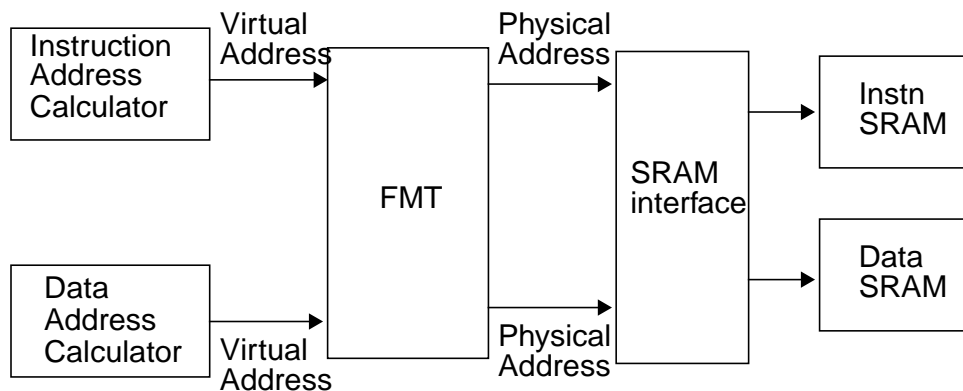 Instruction
Address
Calculator
Virtual
Address
FMT
Physical
Address
SRAM
interface
Instn
SRAM
Data
Address
Calculator
Virtual
Address
Physical
Address
Data
SRAM